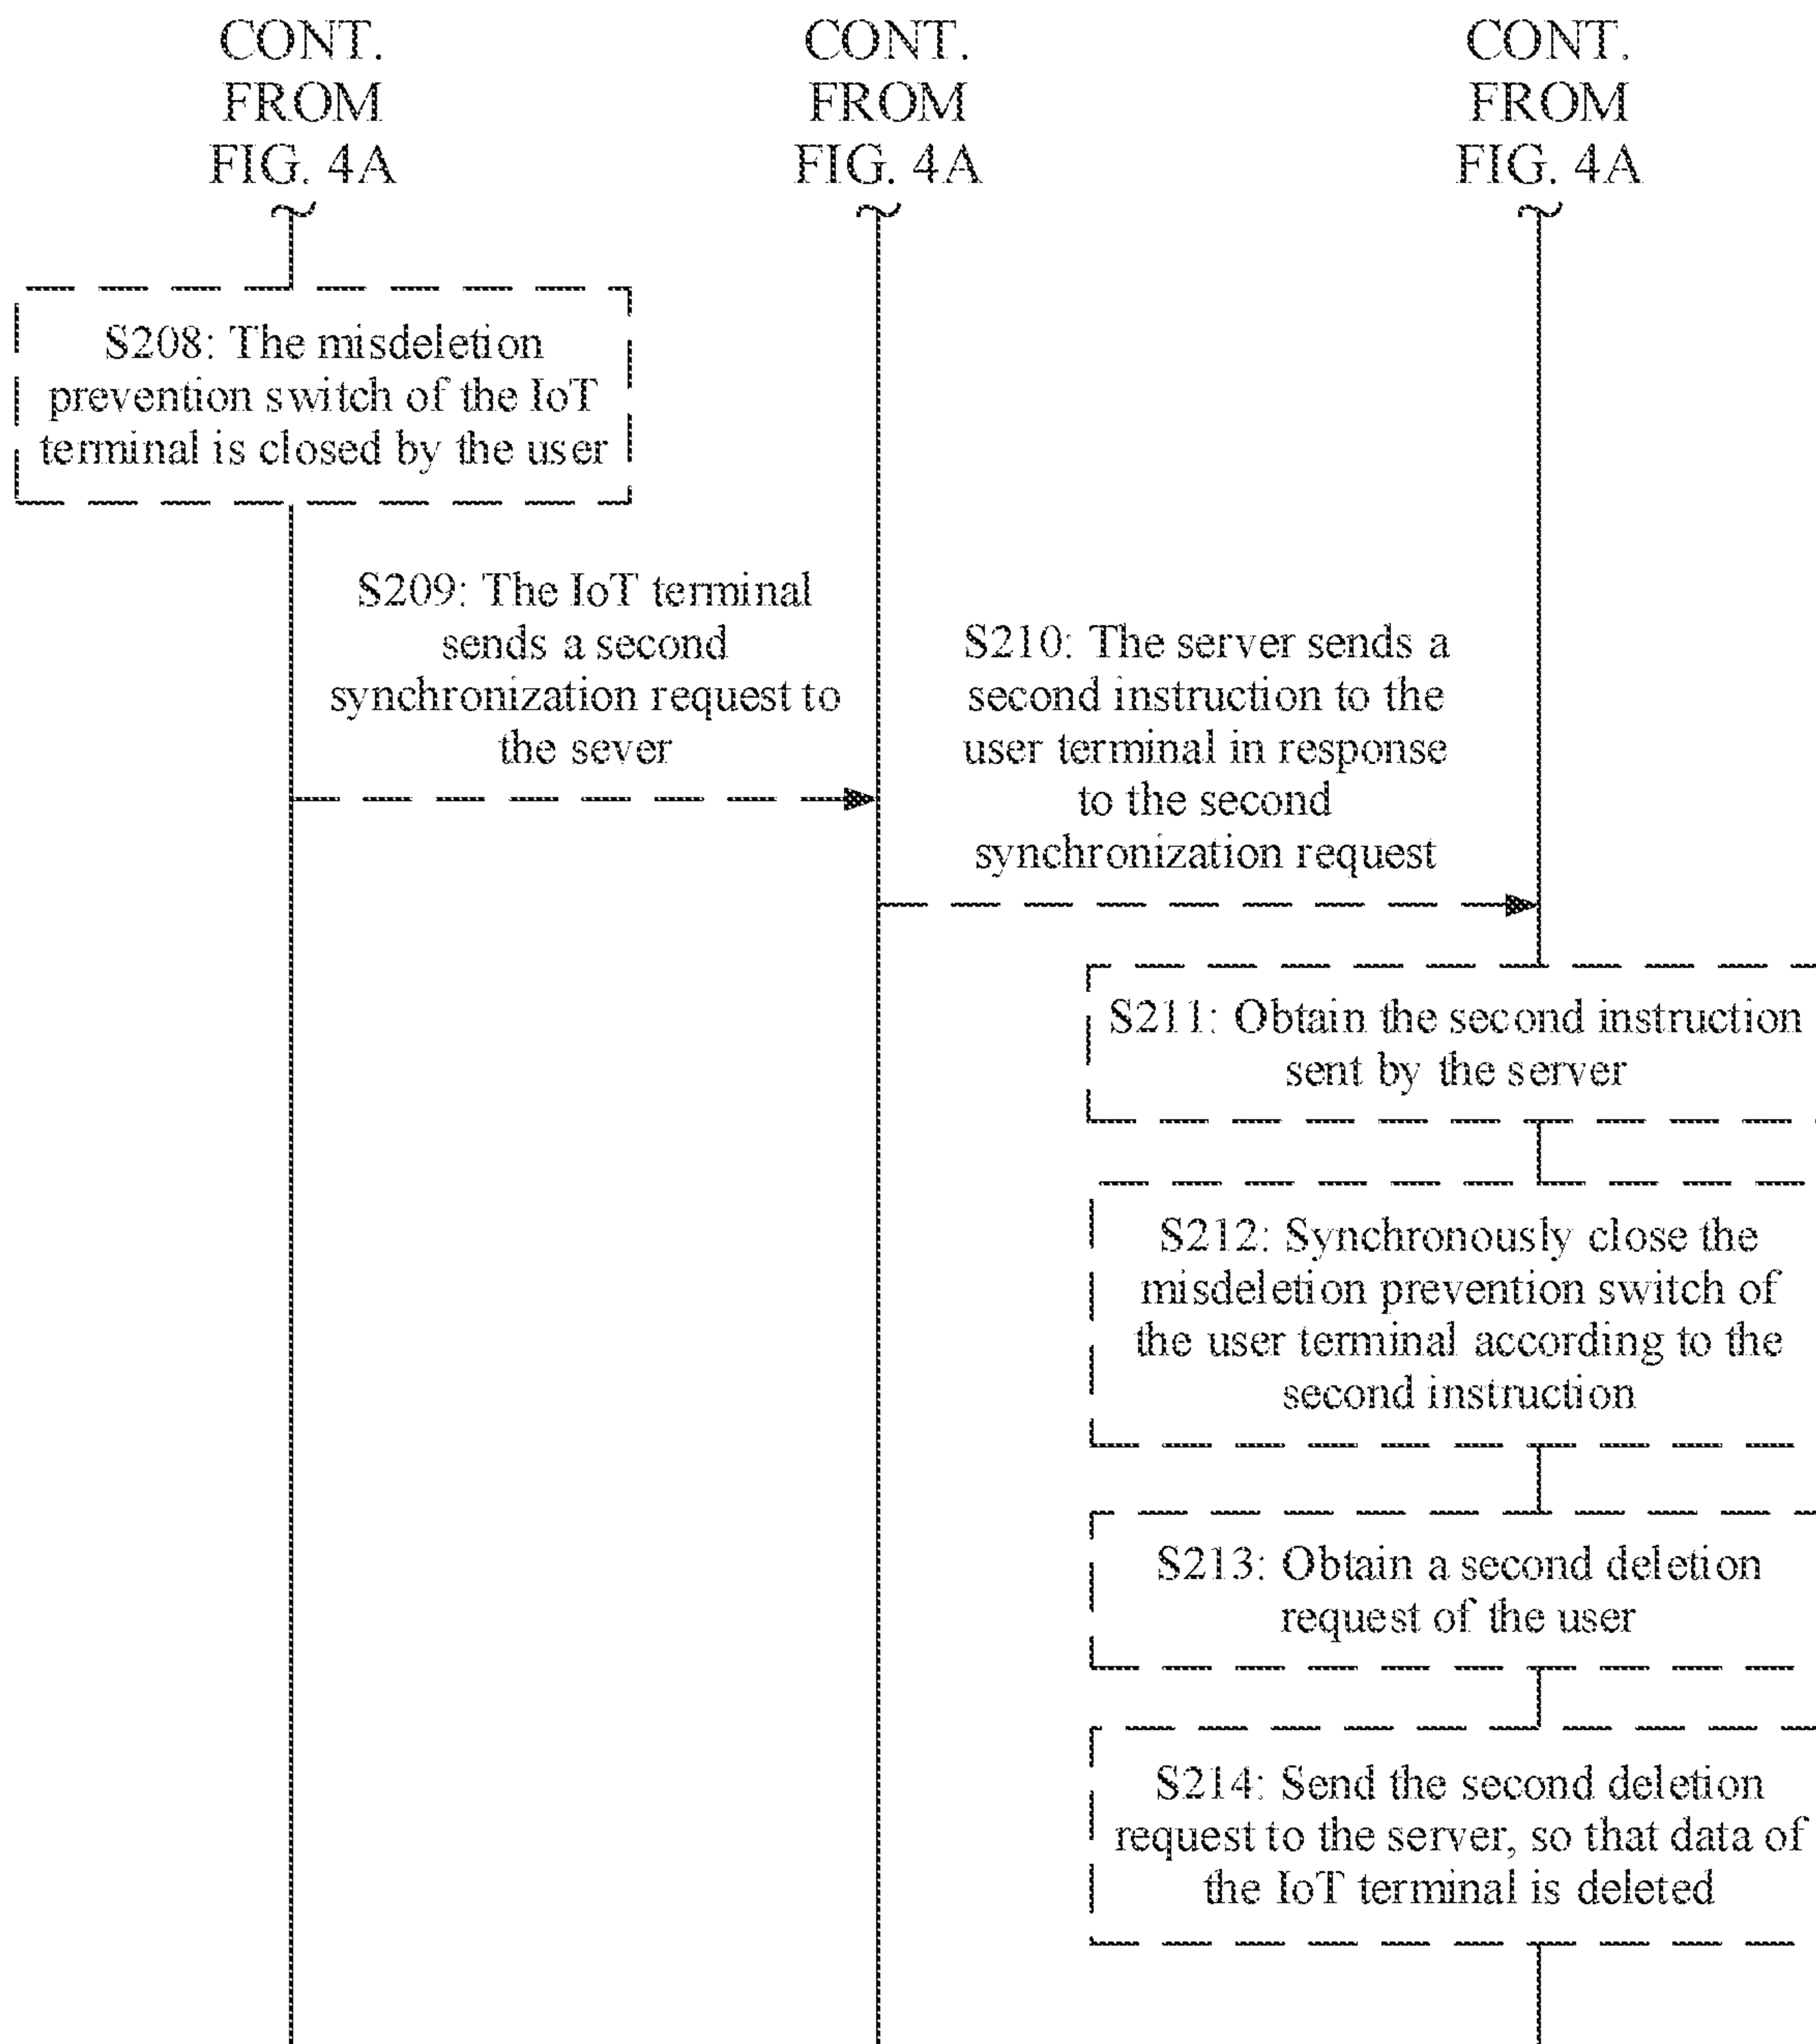 CONT.
FROM
FIG. 4A
CONT.
FROM
FIG. 4A
CONT.
FROM
FIG. 4A
S208: The misdeletion
prevention switch of the IoT
terminal is closed by the user
S209: The IoT terminal
sends a second
synchronization request to
the sever
S210: The server sends a
second instruction to the
user terminal in response
to the second
synchronization request
S211: Obtain the second instruction
sent by the server
S212: Synchronously close the
misdeletion prevention switch of
the user terminal according to the
second instruction
S213: Obtain a second deletion
request of the user
S214: Send the second deletion
request to the server, so that data of
the IoT terminal is deleted